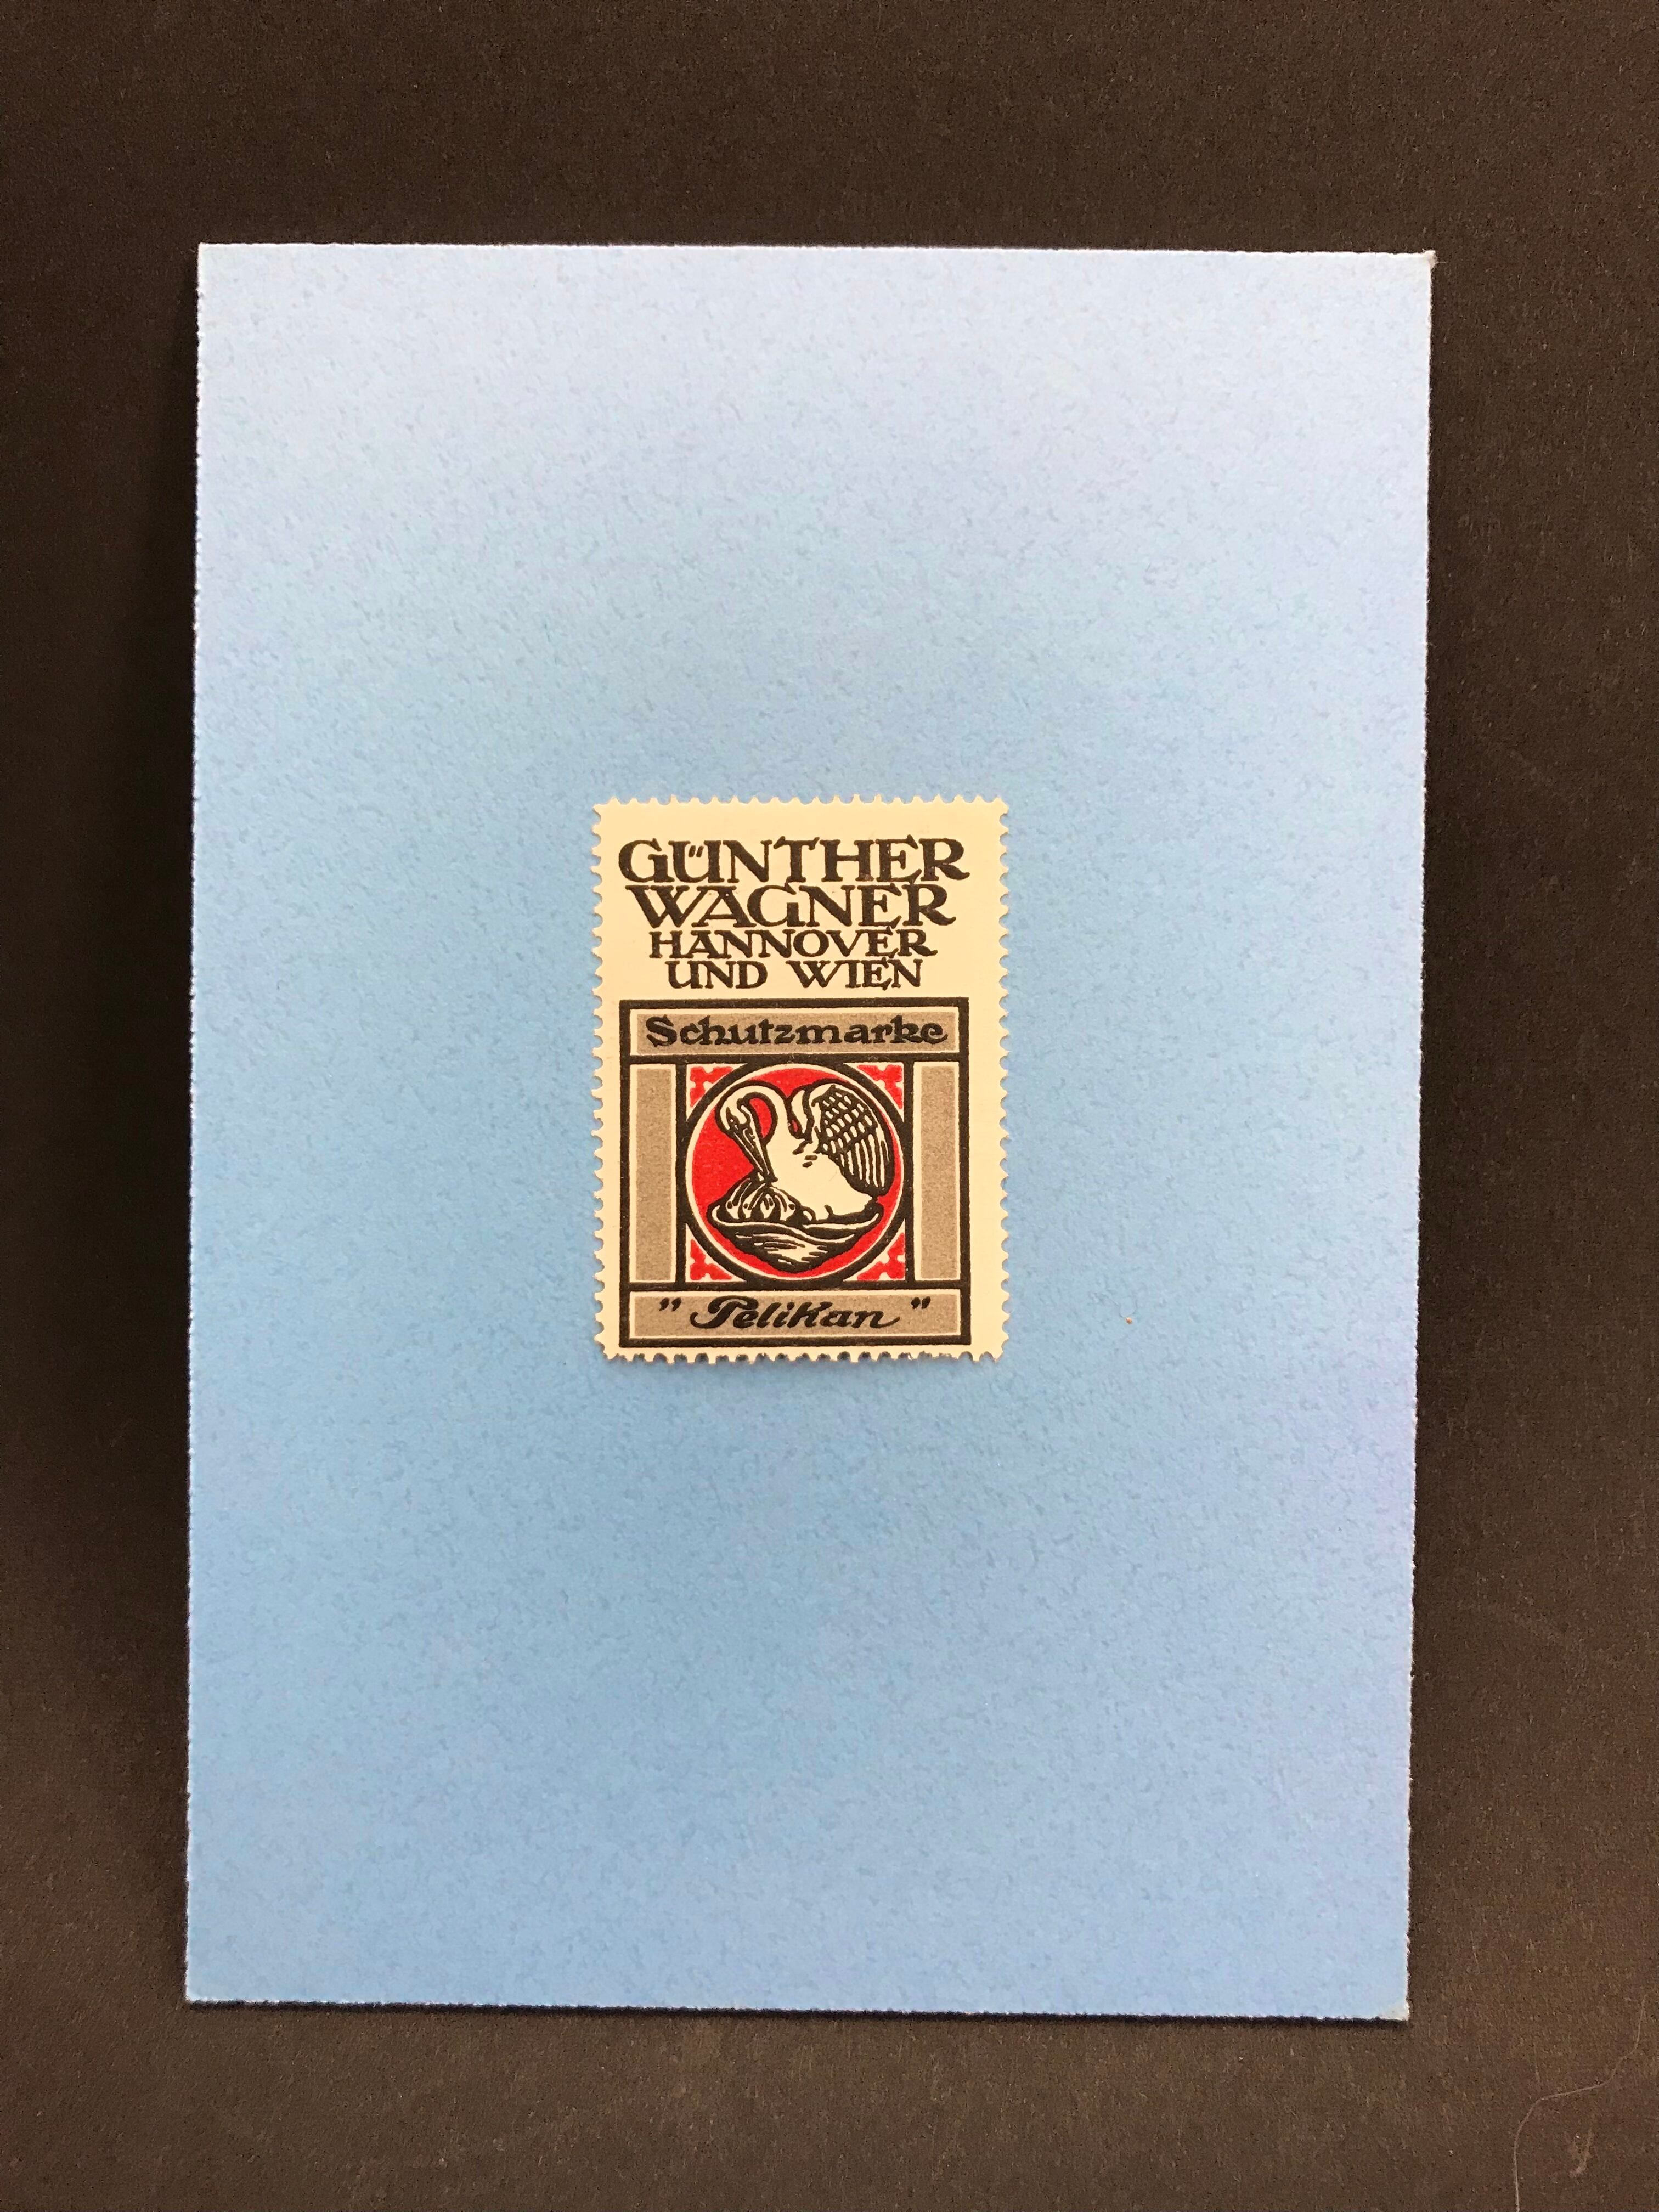 GÜNTHER
WAGNER
HANNOVER
UND WIEN
Schutzmarke
" Pelikan "